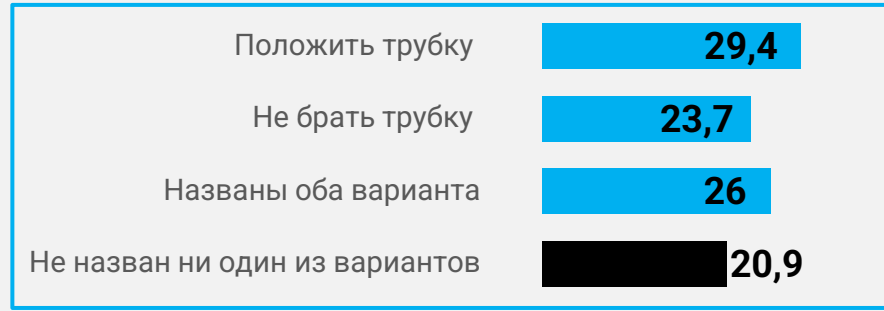 Положить трубку 29,4
Не брать трубку 23,7
Названы оба варианта 26
Не назван ни один из вариантов 20,9